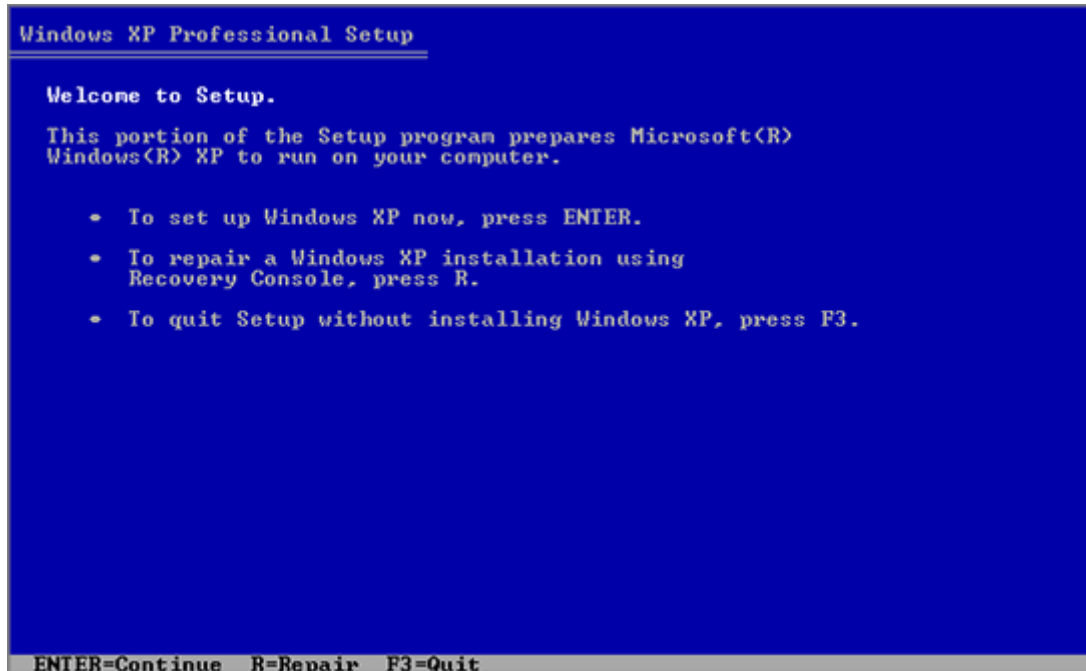 Windows XP Professional Setup
Welcome to Setup.
This portion of the Setup program prepares Microsoft(R)
Windows(R) XP to run on your computer.
• To set up Windows XP now, press ENTER.
• To repair a Windows XP installation using
Recovery Console, press R.
• To quit Setup without installing Windows XP, press F3.
ENTER=Continue R=Repair F3=Quit